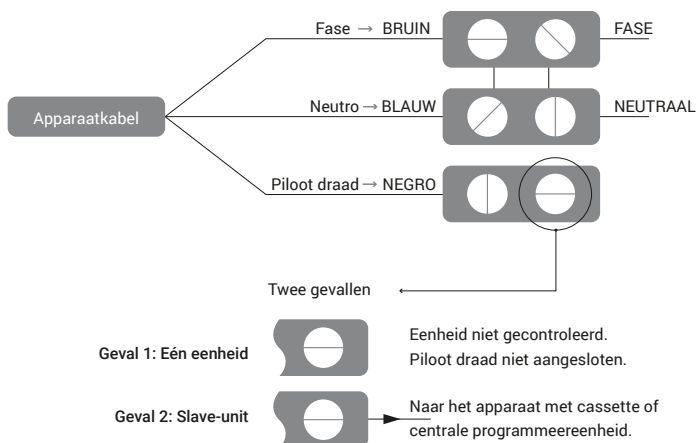 Fase → BRUIN
FASE
Apparaatkabel
Neutro → BLAUW
NEUTRAAL
Piloot draad → NEGRO
Twee gevallen
Geval 1: Eén eenheid
Eenheid niet gecontroleerd.
Piloot draad niet aangesloten.
Geval 2: Slave-unit
Naar het apparaat met cassette of
centrale programmeereenheid.